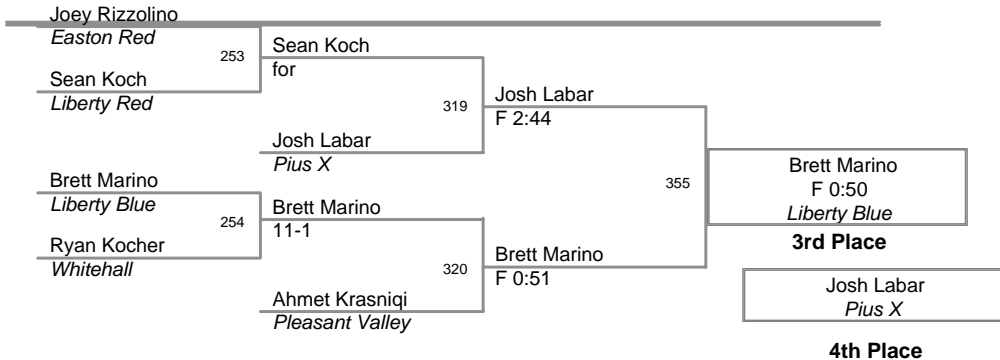 Joey Rizzolino
Easton Red
253
Sean Koch
for
Sean Koch
Liberty Red
319
Josh Labar
F 2:44
Josh Labar
Pius X
355
Brett Marino
F 0:50
Liberty Blue
3rd Place
Brett Marino
Liberty Blue
254
Brett Marino
11-1
Ryan Kocher
Whitehall
320
Brett Marino
F 0:51
Ahmet Krasniqi
Pleasant Valley
Josh Labar
Pius X
4th Place